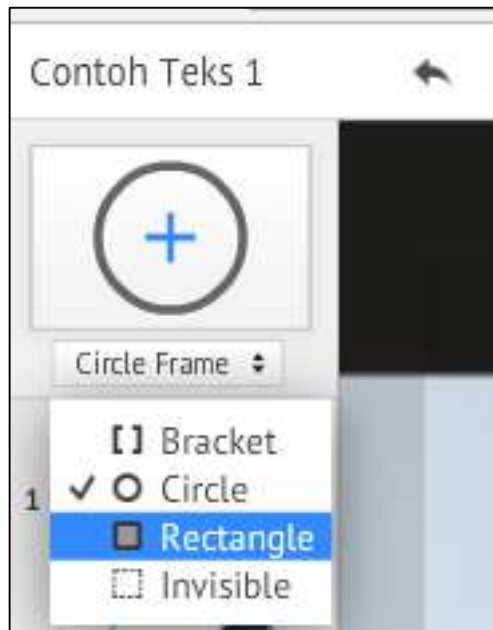 Contoh Teks 1
Circle Frame
Bracket
1
Circle
Rectangle
Invisible